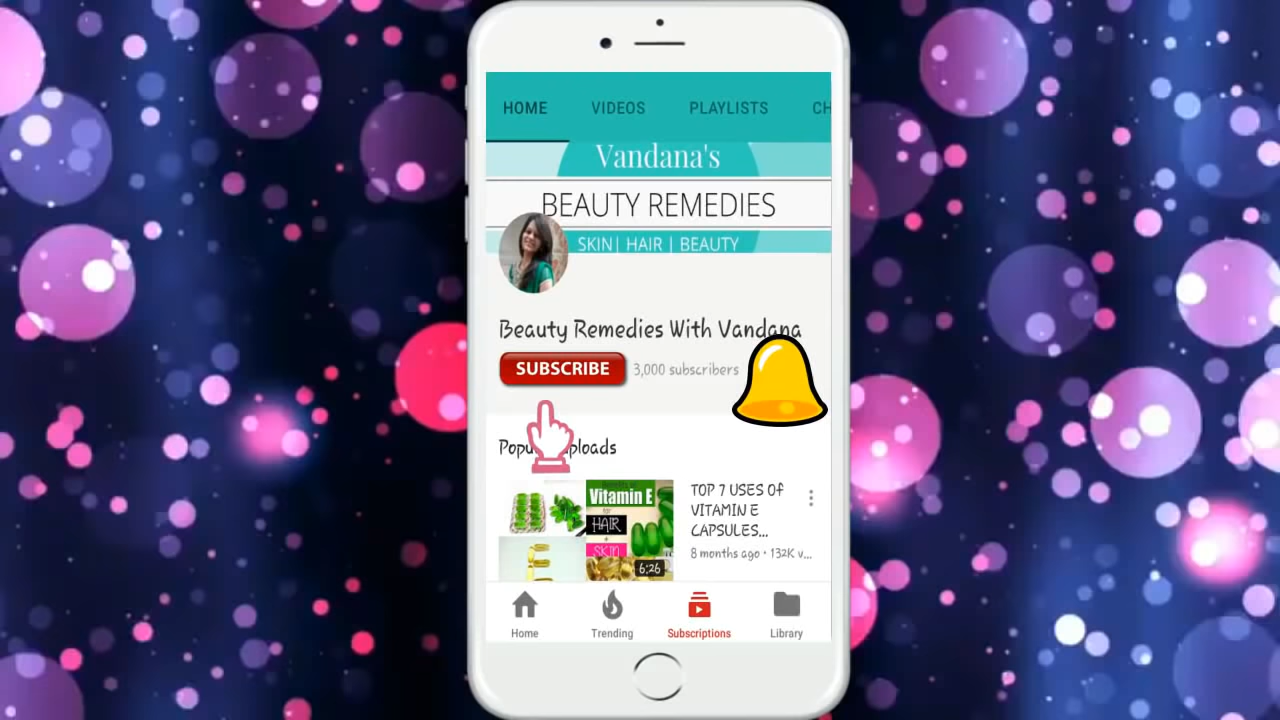 HOME VIDEOS PLAYLISTS CH
Vandana's
BEAUTY REMEDIES
SKIN| HAIR | BEAUTY
Beauty Remedies With Vandana
SUBSCRIBE 3,000 subscribers
Popu ploads
Vitamin E
for
HAIR
+
SKIN
E
6:26
TOP 7 USES OF
VITAMIN E
CAPSULES...
8 months ago • 132K v...
Home Trending Subscriptions Library